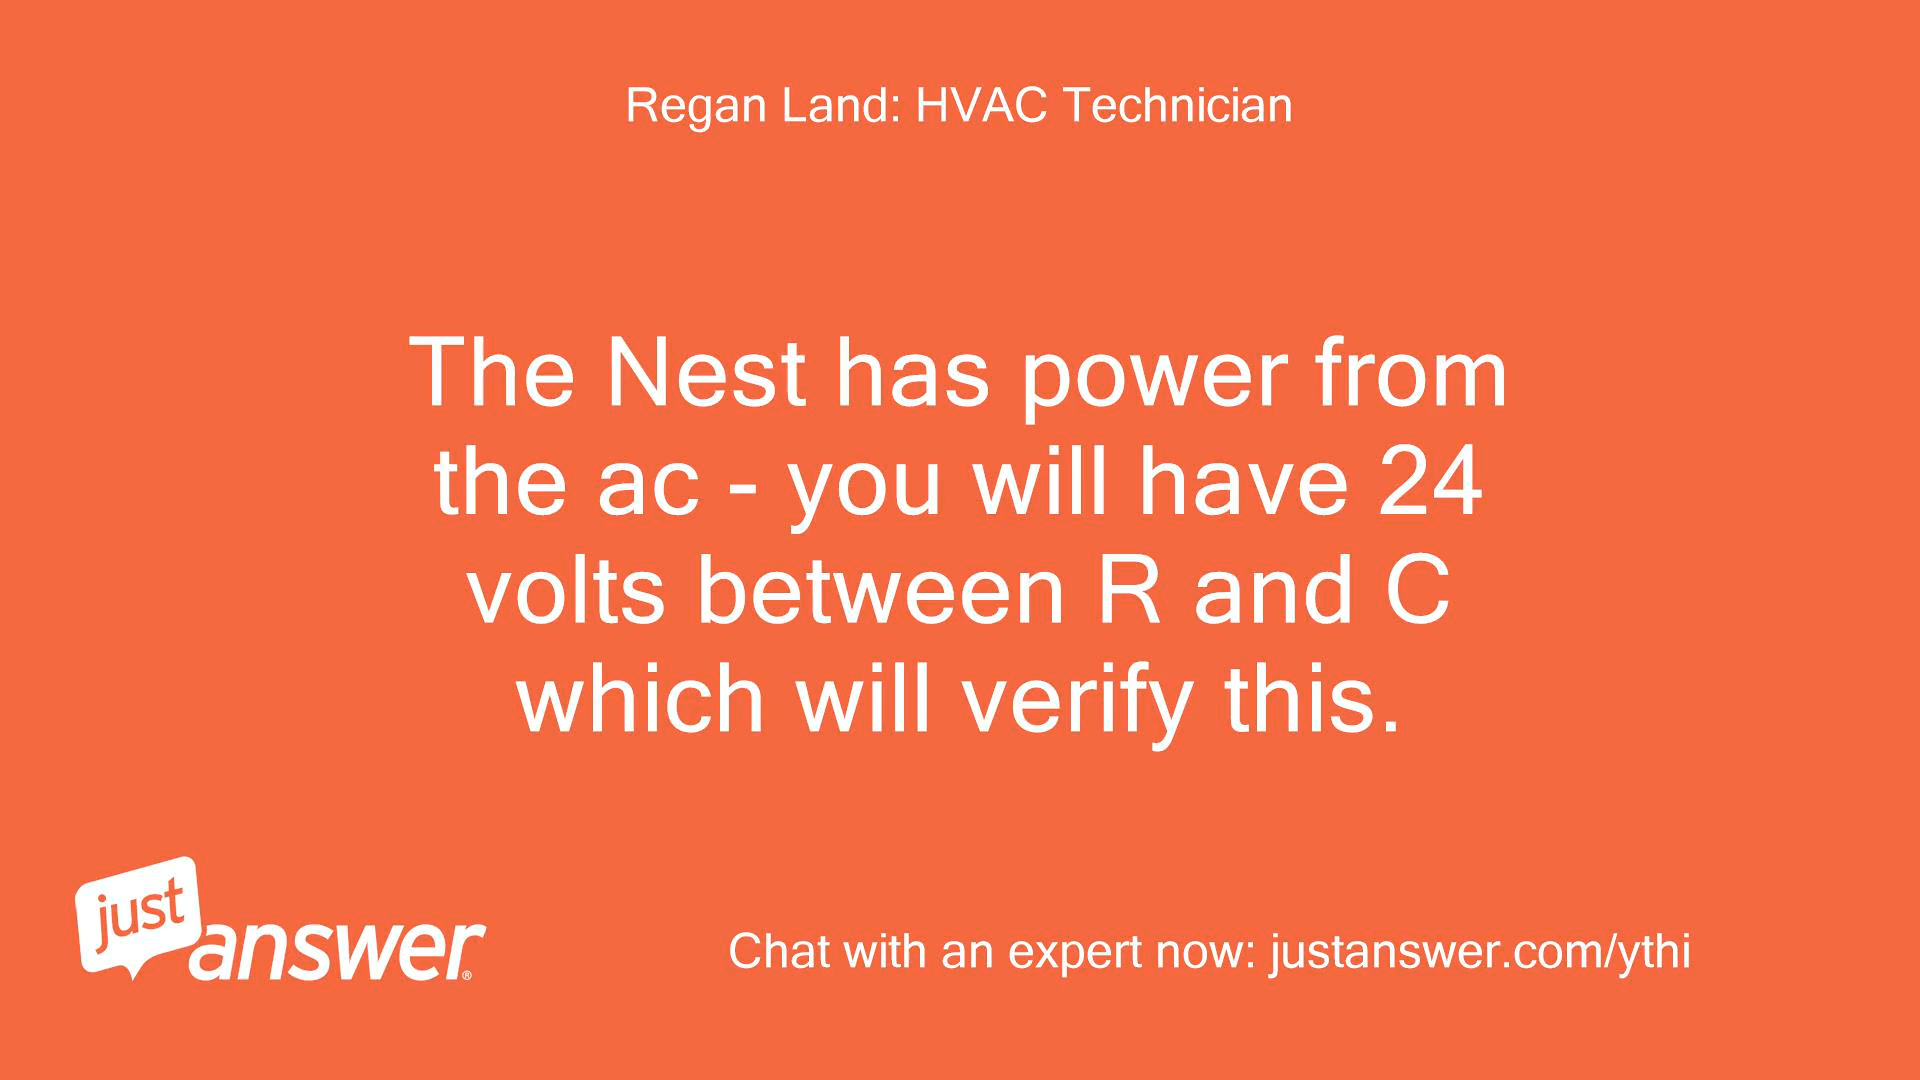 Regan Land: HVAC Technician
The Nest has power from
the ac - you will have 24
volts between R and C
which will verify this.
just
answer®
Chat with an expert now: justanswer.com/ythi